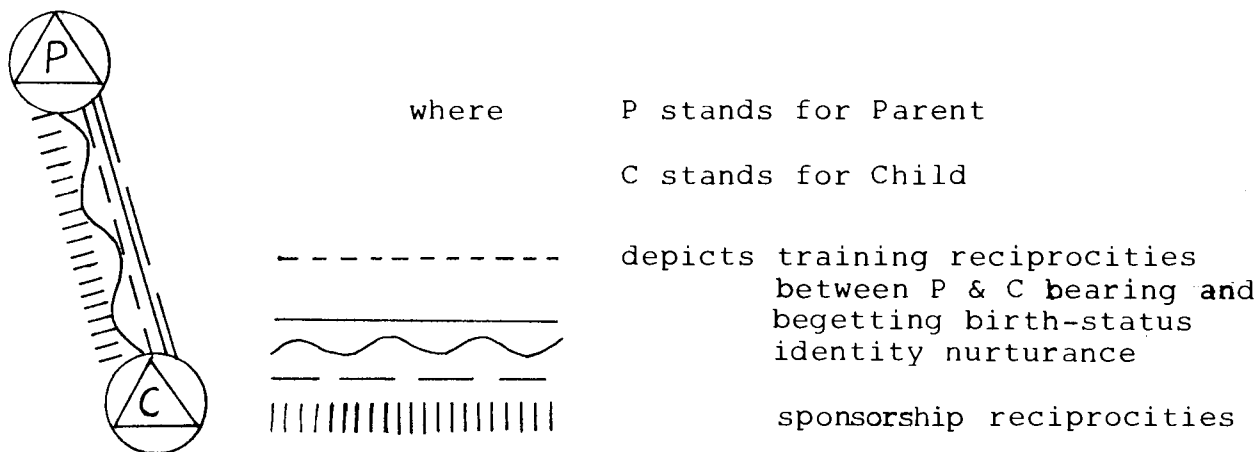 P
where P stands for Parent
C stands for Child
depicts training reciprocities
between P & C bearing and
begetting birth-status
identity nurturance
C
sponsorship reciprocities